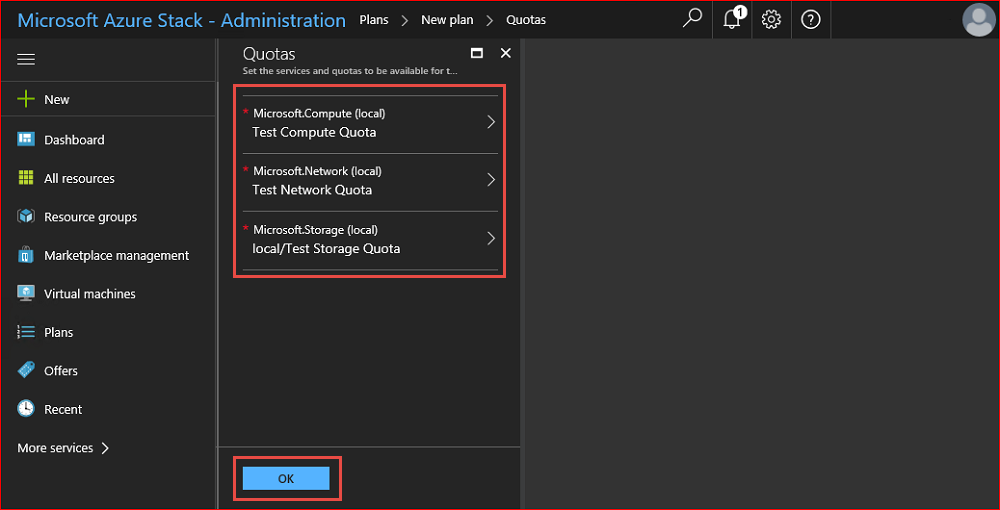 Microsoft Azure Stack - Administration Plans > New plan > Quotas
1
Quotas
Set the services and quotas to be available for t...
New
Dashboard
All resources
Resource groups
Marketplace management
Virtual machines
Plans
Offers
Recent
More services >
* Microsoft.Compute (local)
Test Compute Quota
* Microsoft.Network (local)
Test Network Quota
* Microsoft.Storage (local)
local/Test Storage Quota
OK